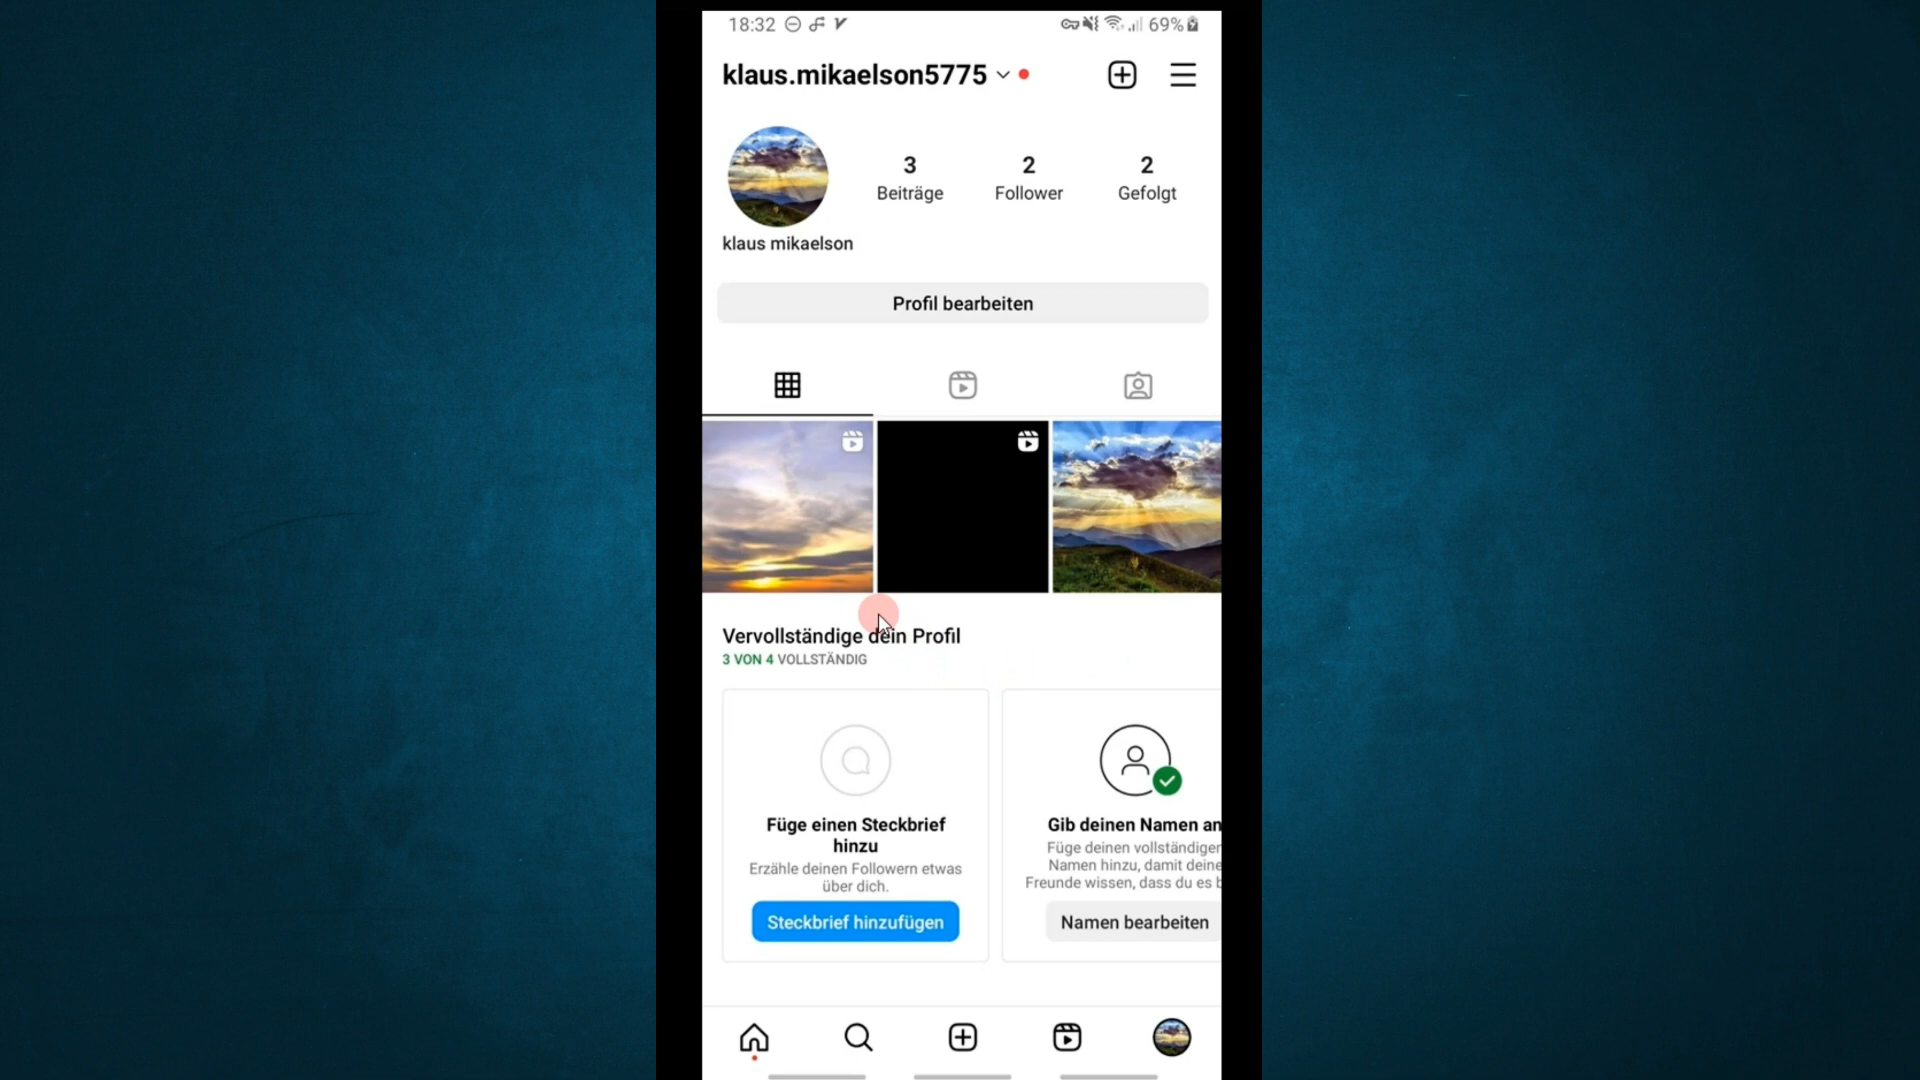 18:32 69%
klaus.mikaelson5775
3 2 2
Beiträge Follower Gefolgt
klaus mikaelson
Profil bearbeiten
Vervollständige dein Profil
3 VON 4 VOLLSTÄNDIG
Füge einen Steckbrief
hinzu
Erzähle deinen Followern etwas
über dich.
Steckbrief hinzufügen
Gib deinen Namen an
Füge deinen vollständigen
Namen hinzu, damit deine
Freunde wissen, dass du es b
Namen bearbeiten